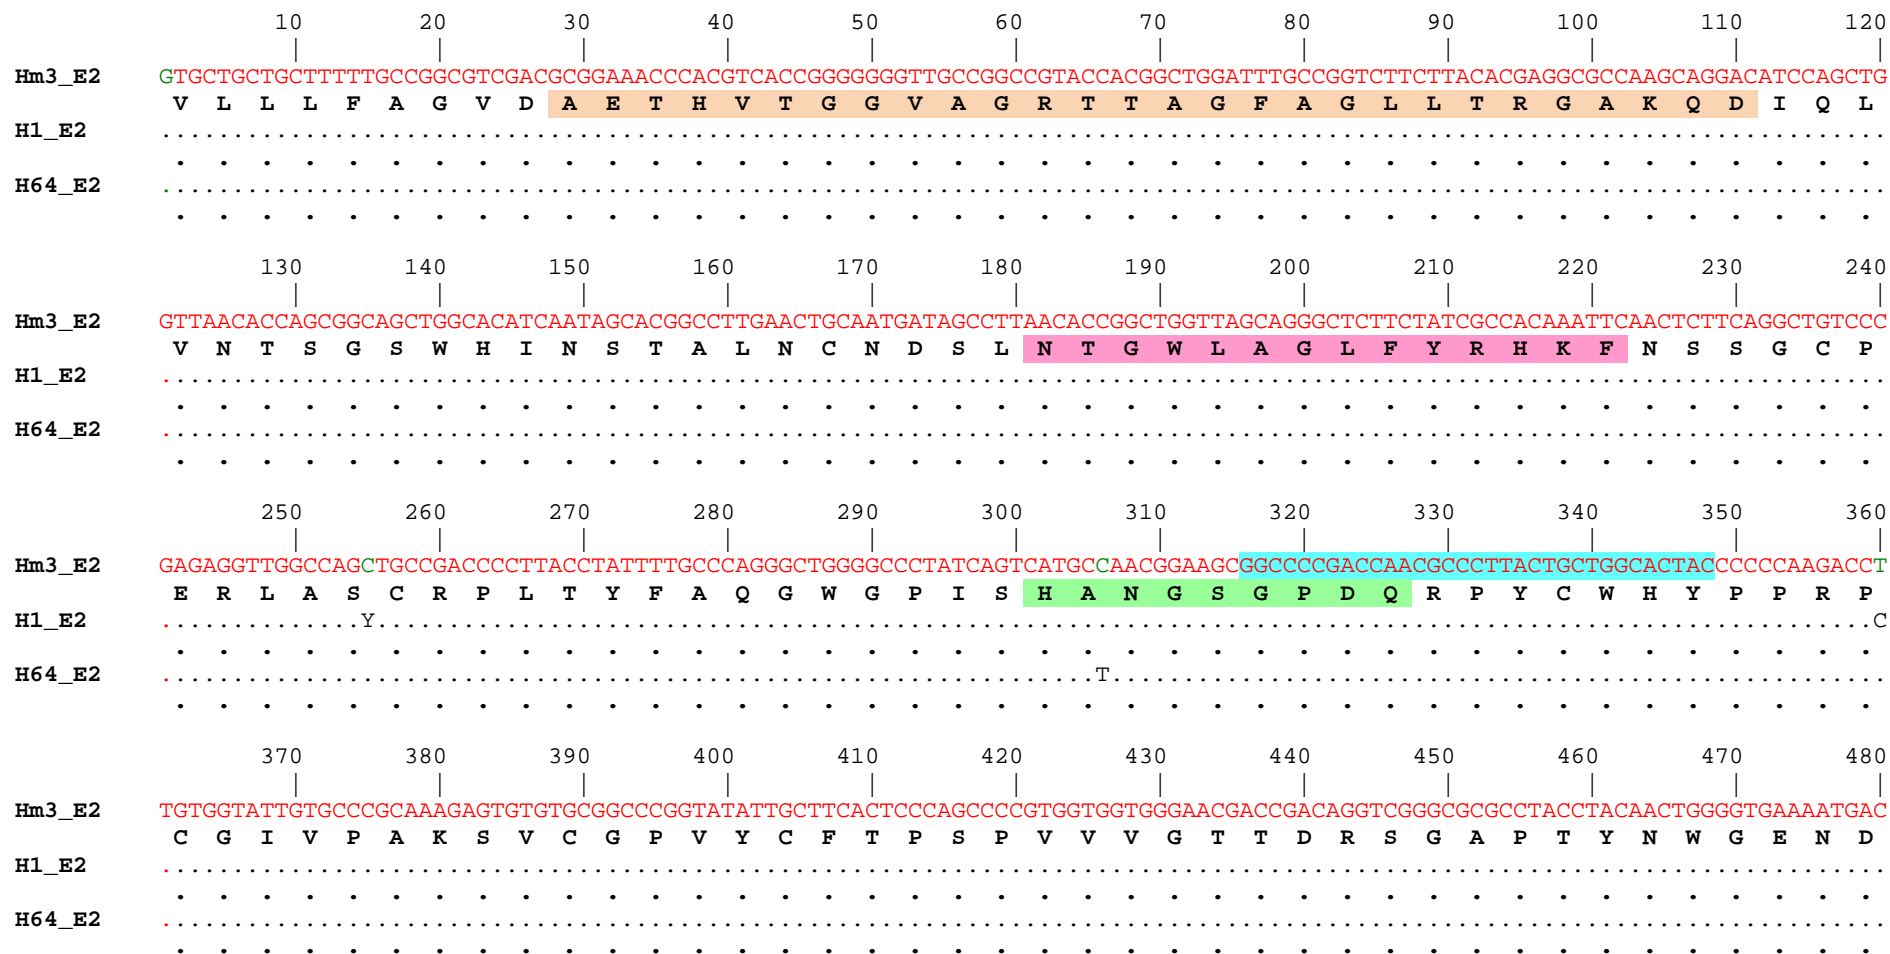 10 20 30 40 50 60 70 80 90 100 110 120
Hm3_E2 GTGCTGCTGCTTTTTGCCGGCGTCGACGCGGAAACCCACGTCACCGGGGGGGTTGCCGGCCGTACCACGGCTGGATTTGCCGGTCTTCTTACACGAGGCGCCAAGCAGGACATCCAGCTG
V L L L F A G V D A E T H V T G G V A G R T T A G F A G L L T R G A K Q D I Q L
H1_E2 ........................................................................................................................
. . . . . . . . . . . . . . . . . . . . . . . . . . . . . . . . . . . . . . . .
H64_E2 ........................................................................................................................
. . . . . . . . . . . . . . . . . . . . . . . . . . . . . . . . . . . . . . . .
130 140 150 160 170 180 190 200 210 220 230 240
Hm3_E2 GTTAACACCAGCGGCAGCTGGCACATCAATAGCACGGCCTTGAACTGCAATGATAGCCTTAACACCGGCTGGTTAGCAGGGCTCTTCTATCGCCACAAATTCAACTCTTCAGGCTGTCCC
V N T S G S W H I N S T A L N C N D S L N T G W L A G L F Y R H K F N S S G C P
H1_E2 ........................................................................................................................
. . . . . . . . . . . . . . . . . . . . . . . . . . . . . . . . . . . . . . . .
H64_E2 ........................................................................................................................
. . . . . . . . . . . . . . . . . . . . . . . . . . . . . . . . . . . . . . . .
250 260 270 280 290 300 310 320 330 340 350 360
Hm3_E2 GAGAGGTTGGCCAGCTGCCGACCCCTTACCTATTTTGCCCAGGGCTGGGGCCCTATCAGTCATGCCAACGGAAGCGGCCCCGACCAACGCCCTTACTGCTGGCACTACCCCCCAAGACCT
E R L A S C R P L T Y F A Q G W G P I S H A N G S G P D Q R P Y C W H Y P P R P
H1_E2 ..............Y........................................................................................................C
. . . . . . . . . . . . . . . . . . . . . . . . . . . . . . . . . . . . . . . .
H64_E2 .................................................................T......................................................
. . . . . . . . . . . . . . . . . . . . . . . . . . . . . . . . . . . . . . . .
370 380 390 400 410 420 430 440 450 460 470 480
Hm3_E2 TGTGGTATTGTGCCCGCAAAGAGTGTGTGCGGCCCGGTATATTGCTTCACTCCCAGCCCCGTGGTGGTGGGAACGACCGACAGGTCGGGCGCGCCTACCTACAACTGGGGTGAAAATGAC
C G I V P A K S V C G P V Y C F T P S P V V V G T T D R S G A P T Y N W G E N D
H1_E2 ........................................................................................................................
. . . . . . . . . . . . . . . . . . . . . . . . . . . . . . . . . . . . . . . .
H64_E2 ........................................................................................................................
. . . . . . . . . . . . . . . . . . . . . . . . . . . . . . . . . . . . . . . .